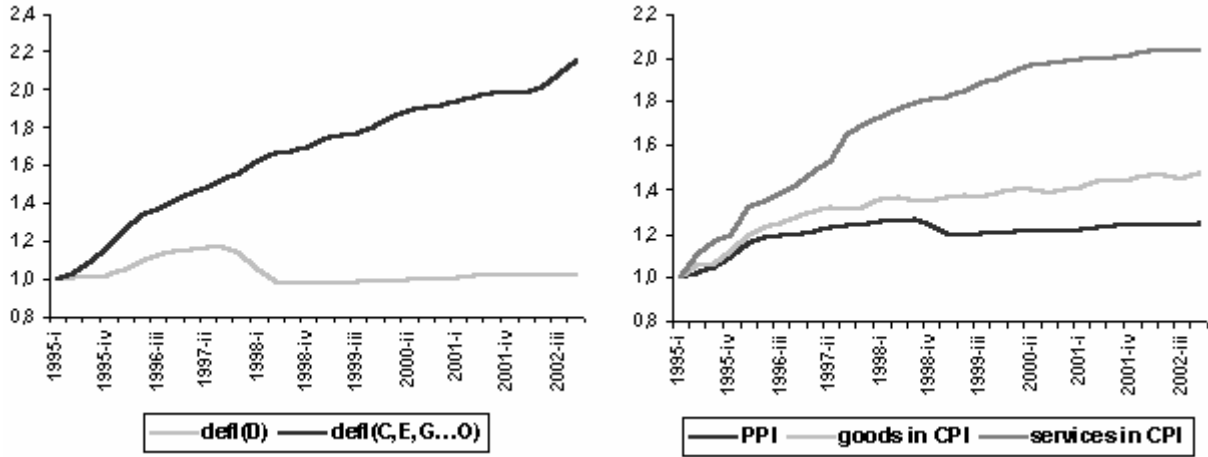 2,4
2,2
2,0
1,8
1,6
1,4
1,2
1,0
0,8
1995-i
1995-iv
1996-iii
1997-ii
1998-i
1998-iv
1999-iii
2000-ii
2001-i
2001-iv
2002-iii
defl(D) defl(C,E,G...O)
2,2
2,0
1,8
1,6
1,4
1,2
1,0
0,8
1995-i
1995-iv
1996-iii
1997-ii
1998-i
1998-iv
1999-iii
2000-ii
2001-i
2001-iv
2002-iii
PPI goods in CPI services in CPI